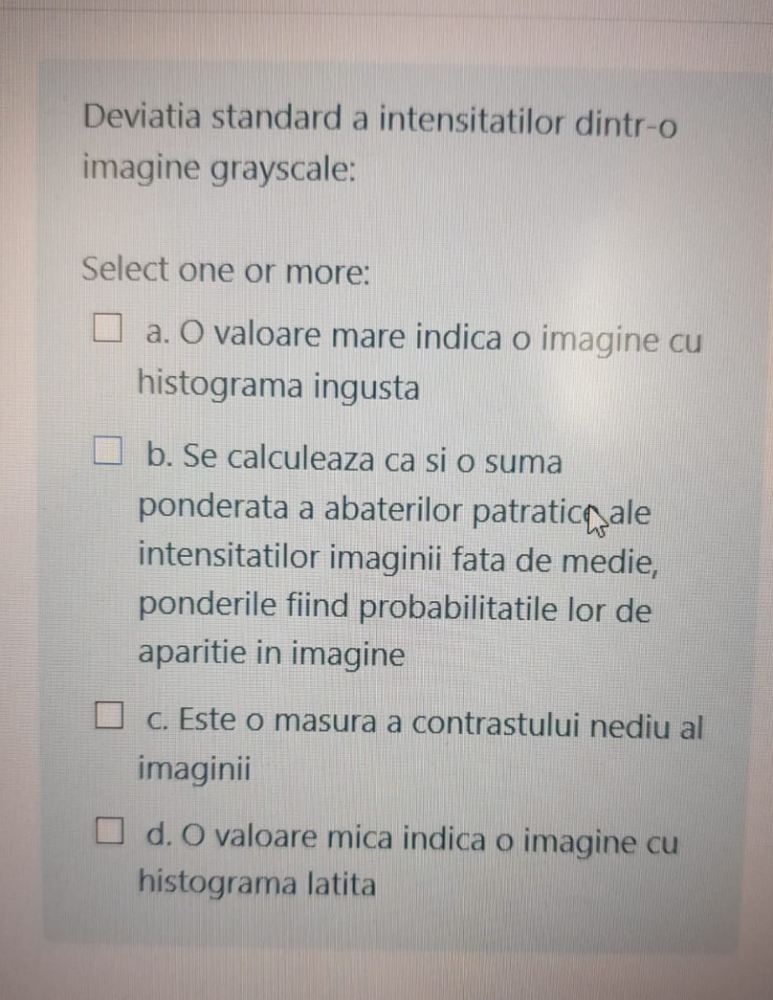 Deviatia standard a intensitatilor dintr-o
imagine grayscale:
Select one or more:
a. O valoare mare indica o imagine cu
histograma ingusta
b. Se calculeaza ca si o suma
ponderata a abaterilor patratice ale
intensitatilor imaginii fata de medie,
ponderile fiind probabilitatile lor de
aparitie in imagine
c. Este o masura a contrastului nediu al
imaginii
d. O valoare mica indica o imagine cu
histograma latita